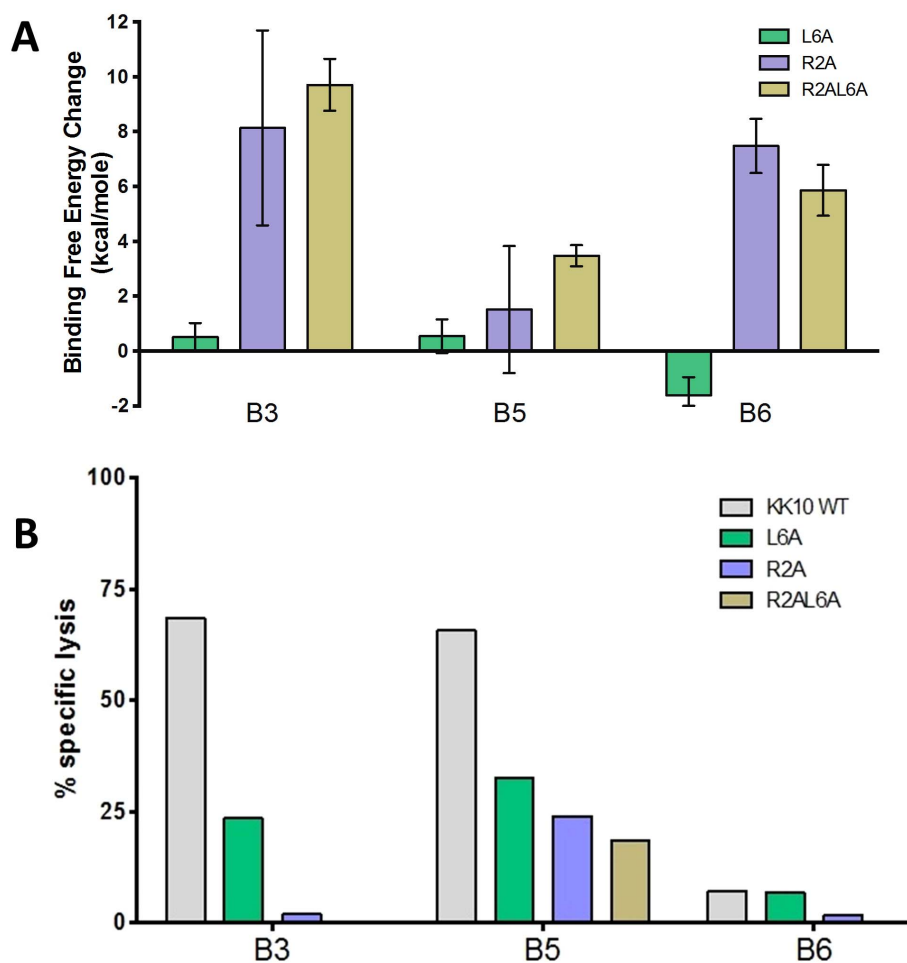 A
Binding Free Energy Change
(kcal/mole)
12
10
8
6
4
2
0
-2
L6A
R2A
R2AL6A
B3
B5
B6
B
% specific lysis
100
75
50
25
0
KK10 WT
L6A
R2A
R2AL6A
B3
B5
B6